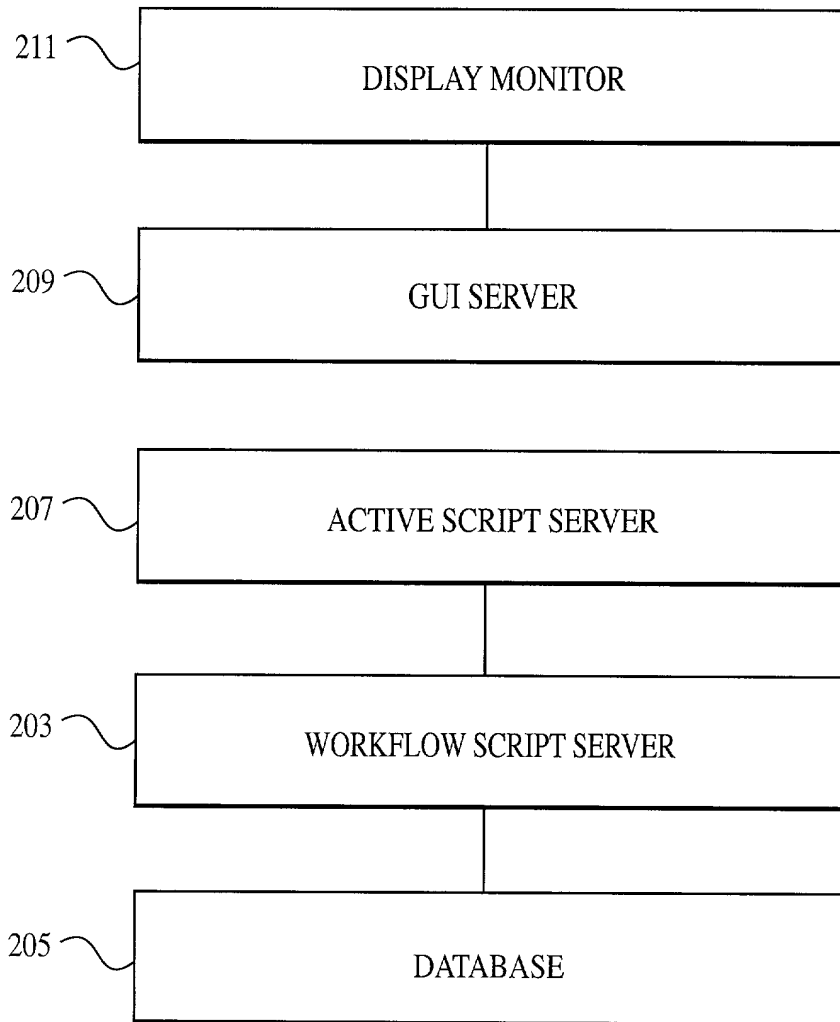 211
DISPLAY MONITOR
209
GUI SERVER
207
ACTIVE SCRIPT SERVER
203
WORKFLOW SCRIPT SERVER
205
DATABASE